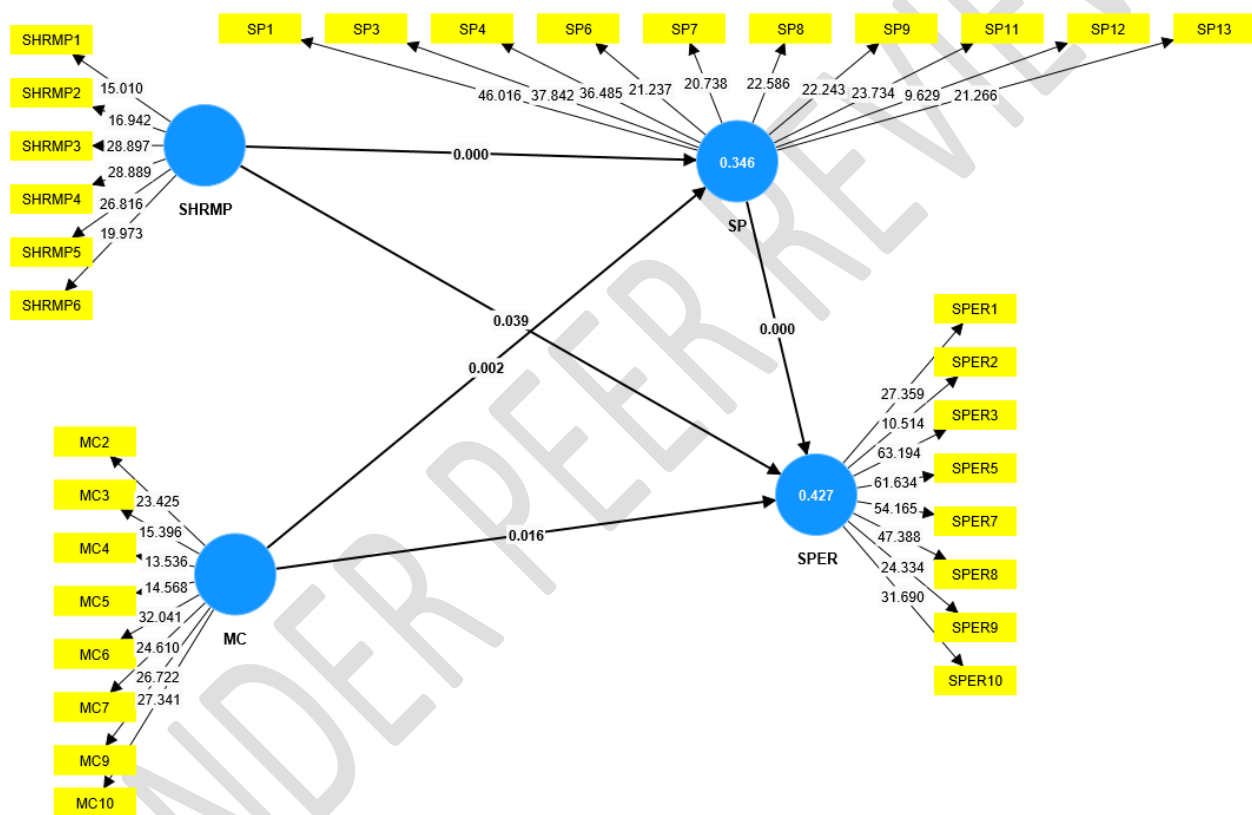 SP1 SP3 SP4 SP6 SP7 SP8 SP9 SP11 SP12 SP13
SHRMP1
SHRMP2
SHRMP3
SHRMP4
SHRMP5
SHRMP6
15.010
16.942
28.897
28.889
26.816
19.973
SHRMP
46.016 37.842 36.485 21.237 20.738 22.586 22.243 23.734 9.629 21.266
0.000
0.346
SP
0.039
0.002
0.000
SPER1
SPER2
SPER3
SPER5
SPER7
SPER8
SPER9
SPER10
27.359
10.514
63.194
61.634
54.165
47.388
24.334
31.690
0.427
SPER
0.016
MC2
MC3
MC4
MC5
MC6
MC7
MC9
MC10
23.425
15.396
13.536
14.568
32.041
24.610
26.722
27.341
MC
UNDER PEER REVIEW